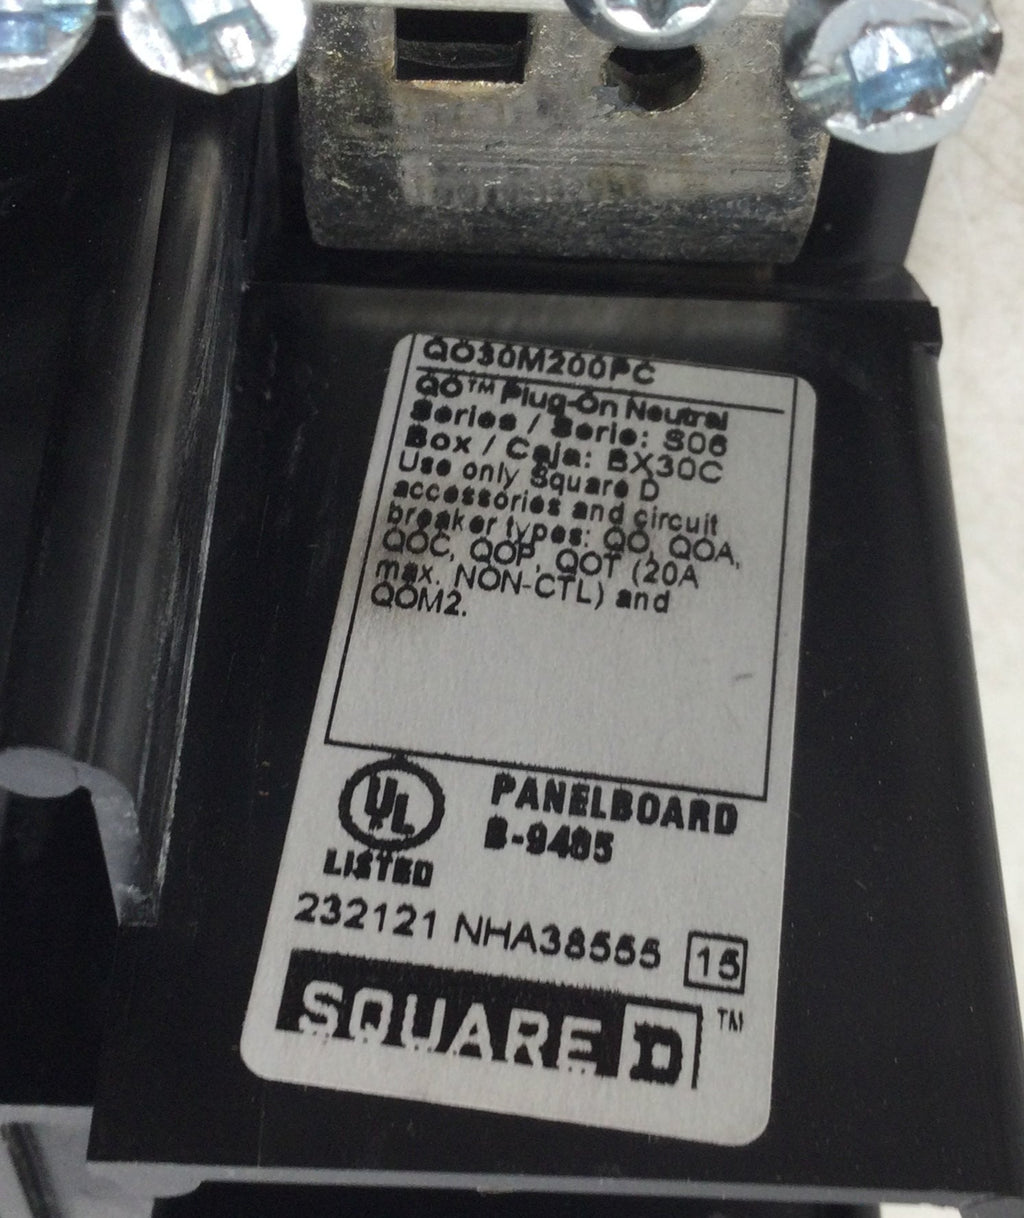 QO30M200PC
QO™ Plug-On Neutral
Series / Serie: S06
Box / Caja: BX30C
Use only Square D
accessories and circuit
breaker types: QO, QOA,
QOC, QOP, QOT (20A
max. NON-CTL) and
QOM2.
UL
LISTED
PANELBOARD
B-9485
232121 NHA38555 15
SQUARE D ™